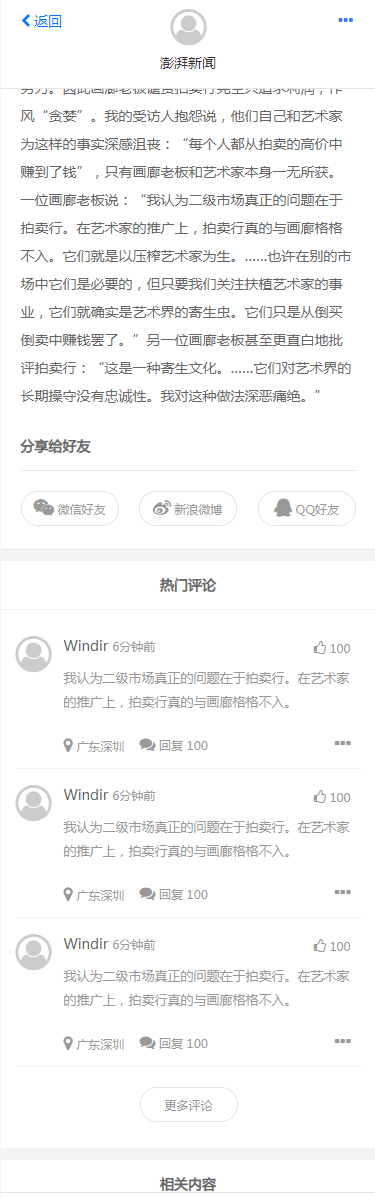 返回
澎湃新闻
努力。因此画廊老板谴责拍卖行完全只追求利润，作
风“贪婪”。我的受访人抱怨说，他们自己和艺术家
为这样的事实深感沮丧：“每个人都从拍卖的高价中
赚到了钱”，只有画廊老板和艺术家本身一无所获。
一位画廊老板说：“我认为二级市场真正的问题在于
拍卖行。在艺术家的推广上，拍卖行真的与画廊格格
不入。它们就是以压榨艺术家为生。......也许在别的市
场中它们是必要的，但只要我们关注扶植艺术家的事
业，它们就确实是艺术界的寄生虫。它们只是从倒买
倒卖中赚钱罢了。”另一位画廊老板甚至更直白地批
评拍卖行：“这是一种寄生文化。......它们对艺术界的
长期操守没有忠诚性。我对这种做法深恶痛绝。”
分享给好友
微信好友 新浪微博 QQ好友
热门评论
Windir 6分钟前 100
我认为二级市场真正的问题在于拍卖行。在艺术家
的推广上，拍卖行真的与画廊格格不入。
广东深圳 回复 100
Windir 6分钟前 100
我认为二级市场真正的问题在于拍卖行。在艺术家
的推广上，拍卖行真的与画廊格格不入。
广东深圳 回复 100
Windir 6分钟前 100
我认为二级市场真正的问题在于拍卖行。在艺术家
的推广上，拍卖行真的与画廊格格不入。
广东深圳 回复 100
更多评论
相关内容